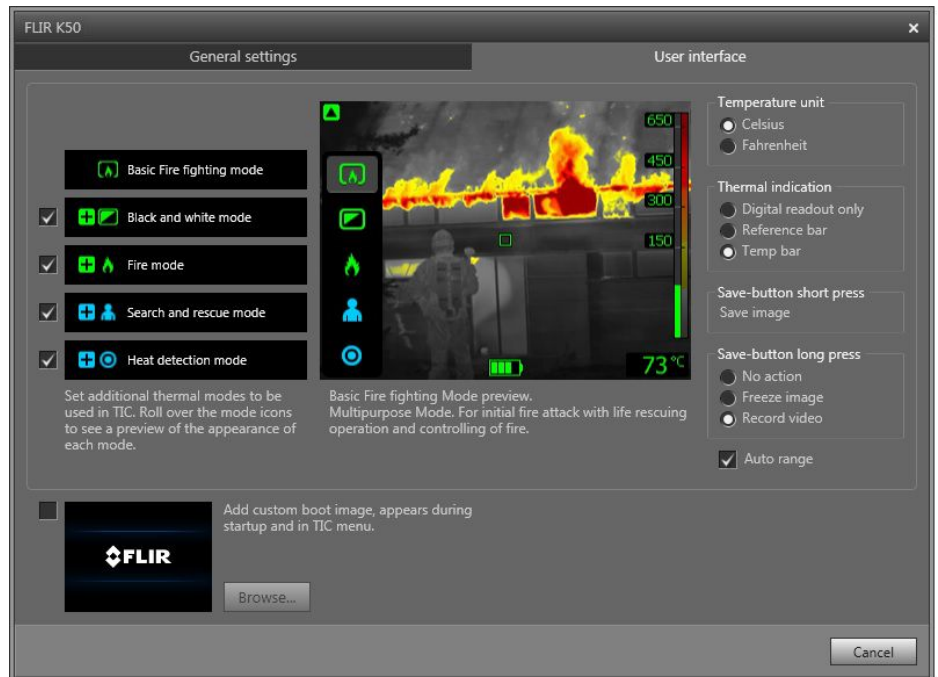 FLIR K50
General settings
User interface
Basic Fire fighting mode
Black and white mode
Fire mode
Search and rescue mode
Heat detection mode
Set additional thermal modes to be
used in TIC. Roll over the mode icons
to see a preview of the appearance of
each mode.
650
450
300
150
73 °C
Basic Fire fighting Mode preview.
Multipurpose Mode. For initial fire attack with life rescuing
operation and controlling of fire.
Temperature unit
Celsius
Fahrenheit
Thermal indication
Digital readout only
Reference bar
Temp bar
Save-button short press
Save image
Save-button long press
No action
Freeze image
Record video
Auto range
FLIR
Add custom boot image, appears during
startup and in TIC menu.
Browse...
Cancel